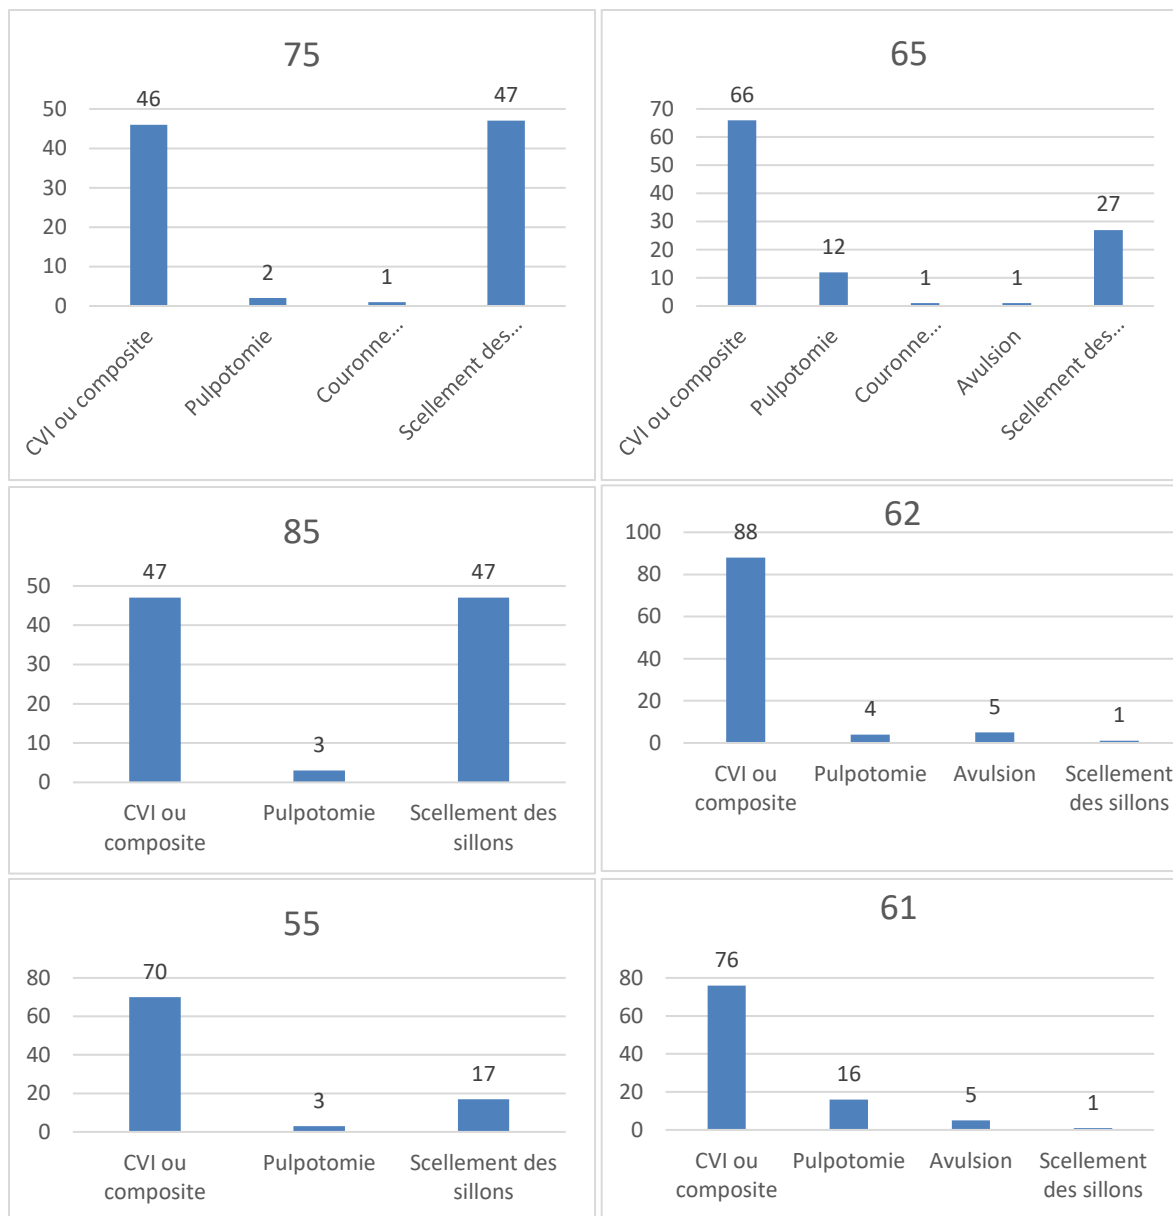 75
50
40
30
20
10
0
46
2
1
47
CVI ou composite
Pulpotomie
Couronne...
Scellement des...
65
70
60
50
40
30
20
10
0
66
12
1
1
27
CVI ou composite
Pulpotomie
Couronne...
Avulsion
Scellement des...
85
50
40
30
20
10
0
47
3
47
CVI ou
composite
Pulpotomie
Scellement des
sillons
62
100
80
60
40
20
0
88
4
5
1
CVI ou
composite
Pulpotomie
Avulsion
Scellement
des sillons
55
80
60
40
20
0
70
3
17
CVI ou
composite
Pulpotomie
Scellement des
sillons
61
80
60
40
20
0
76
16
5
1
CVI ou
composite
Pulpotomie
Avulsion
Scellement
des sillons